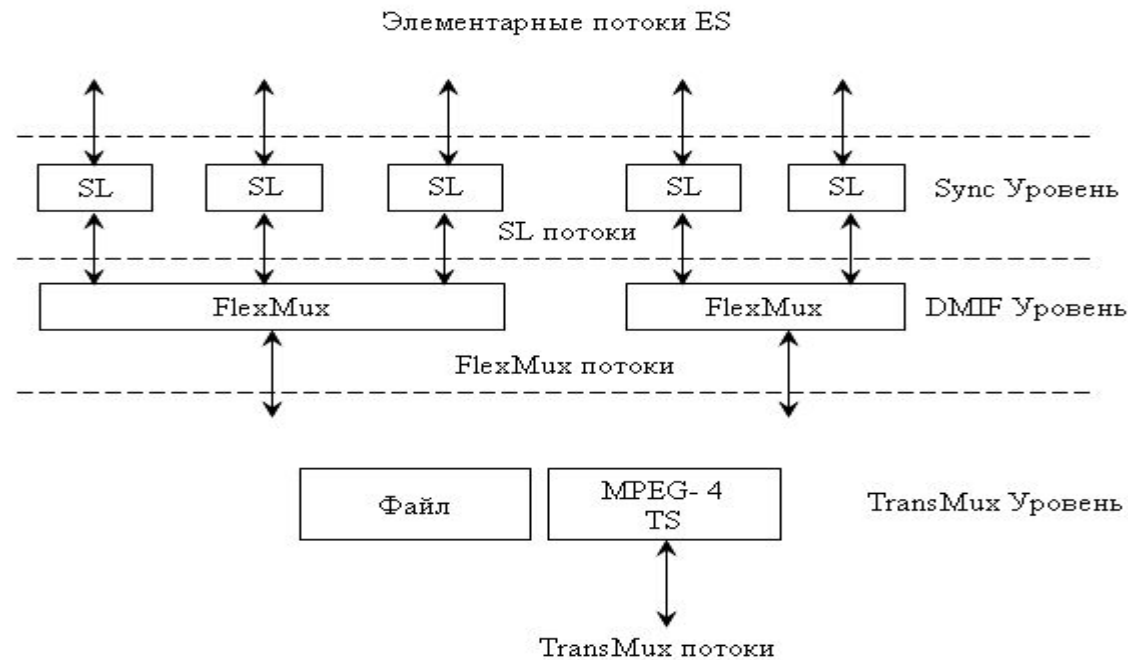 Элементарные потоки ES
SL
SL
SL
SL
SL
Sync Уровень
SL потоки
FlexMux
FlexMux
DMIF Уровень
FlexMux потоки
Файл
MPEG- 4
TS
TransMux Уровень
TransMux потоки